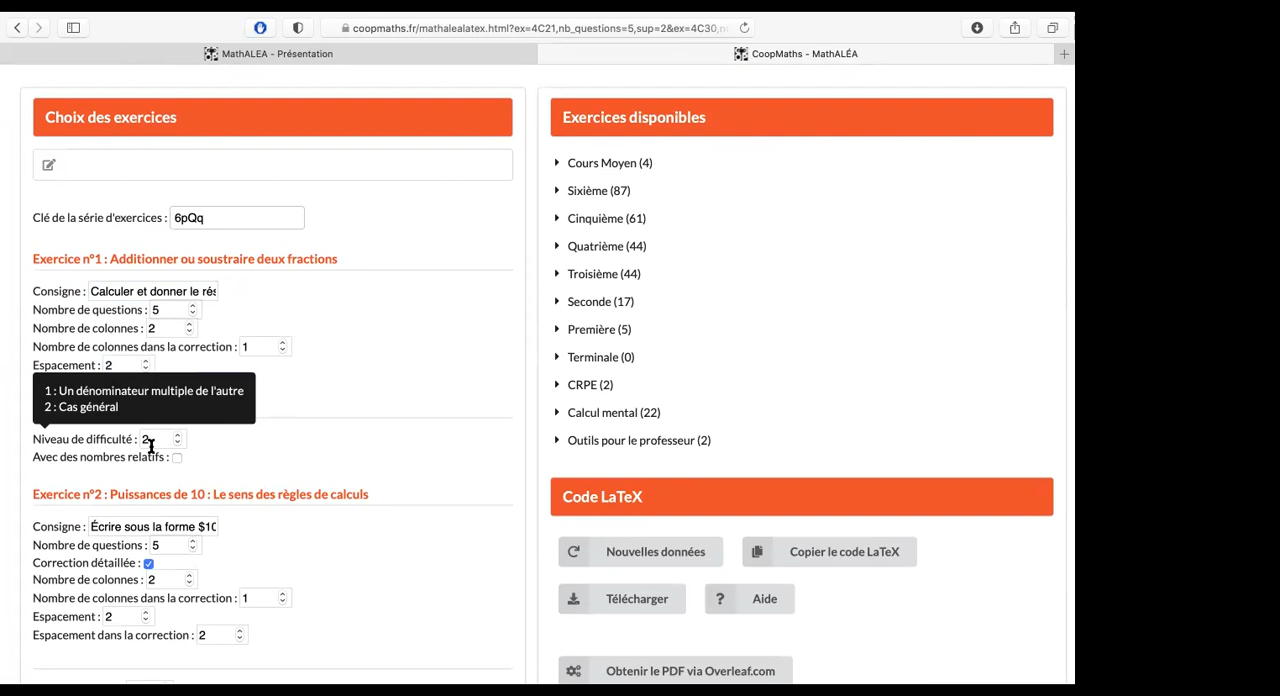 coopmaths.fr/mathalealatex.html?ex=4C21,nb_questions=5,sup=2&ex=4C30,n
MathALEA - Présentation
CoopMaths - MathALÉA
Choix des exercices
Clé de la série d'exercices : 6pQq
Exercice n°1 : Additionner ou soustraire deux fractions
Consigne : Calculer et donner le rés
Nombre de questions : 5
Nombre de colonnes : 2
Nombre de colonnes dans la correction : 1
Espacement : 2
1 : Un dénominateur multiple de l'autre
2 : Cas général
Niveau de difficulté : 2
Avec des nombres relatifs :
Exercice n°2 : Puissances de 10 : Le sens des règles de calculs
Consigne : Écrire sous la forme $10
Nombre de questions : 5
Correction détaillée :
Nombre de colonnes : 2
Nombre de colonnes dans la correction : 1
Espacement : 2
Espacement dans la correction : 2
Exercices disponibles
Cours Moyen (4)
Sixième (87)
Cinquième (61)
Quatrième (44)
Troisième (44)
Seconde (17)
Première (5)
Terminale (0)
CRPE (2)
Calcul mental (22)
Outils pour le professeur (2)
Code LaTeX
Nouvelles données
Copier le code LaTeX
Télécharger
? Aide
Obtenir le PDF via Overleaf.com